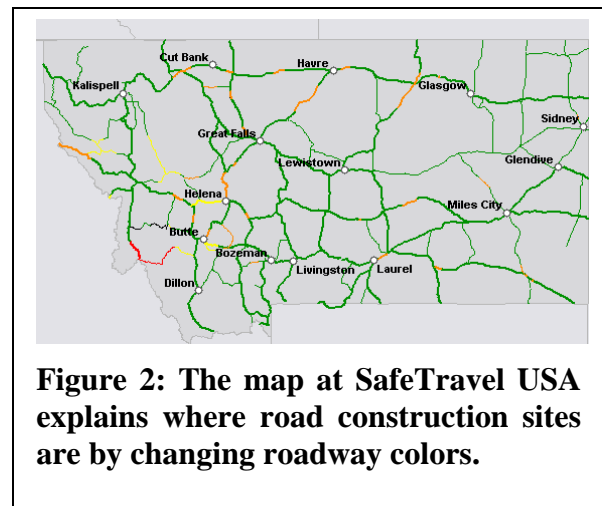 Cut Bank
Havre
Kalispell
Glasgow
Sidney
Great Falls
Lewistown
Glendive
Helena
Miles City
Butte
Bozeman
Livingston
Laurel
Dillon
Figure 2: The map at SafeTravel USA
explains where road construction sites
are by changing roadway colors.